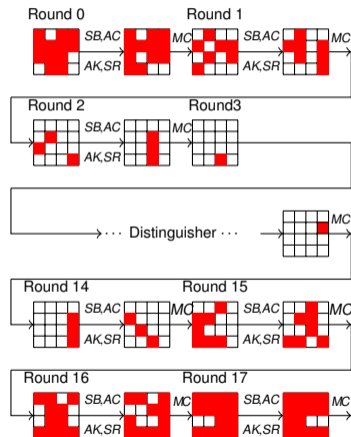 Round 0 Round 1
SB,AC MC SB,AC MC
AK,SR AK,SR
Round 2 Round3
SB,AC MC
AK,SR
MC
··· Distinguisher ···
Round 14 Round 15
SB,AC MC SB,AC MC
AK,SR AK,SR
Round 16 Round 17
SB,AC MC SB,AC
AK,SR AK,SR